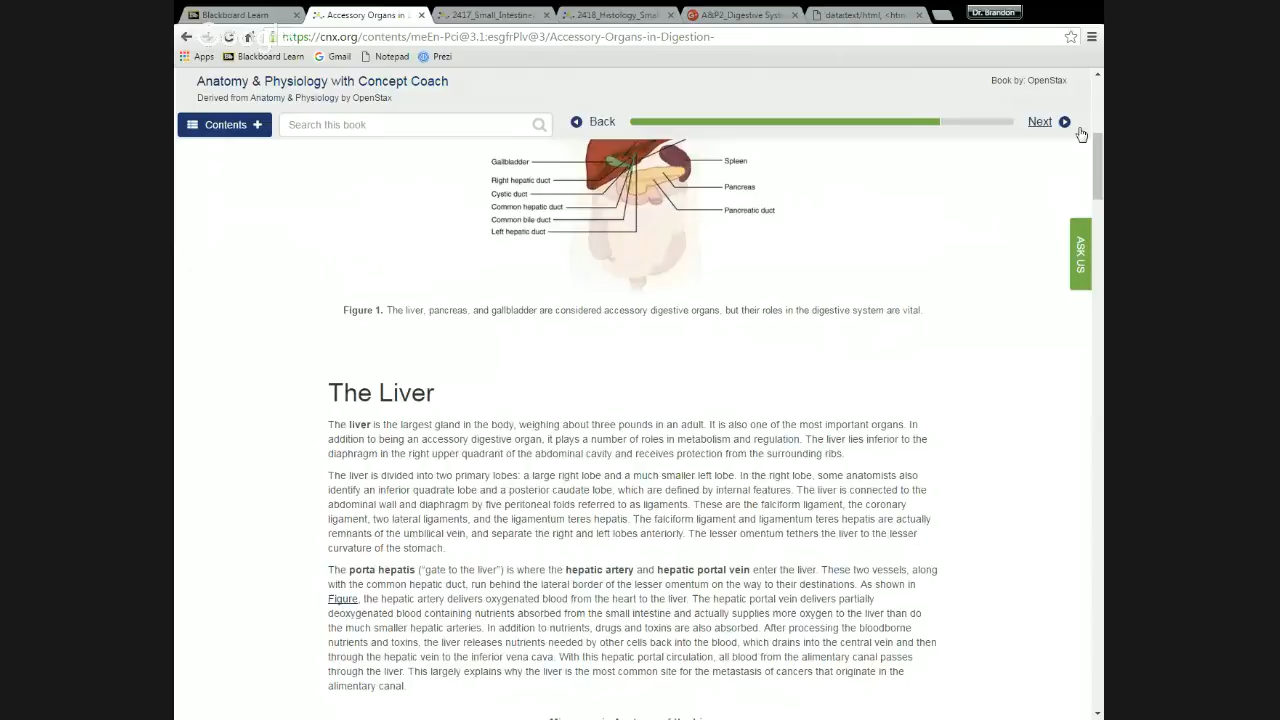 Blackboard Learn
Accessory Organs in
2417_Small_Intestine
2418_Histology_Sma
A&P2_Digestive Syst
data:text/html, <htm
Dr. Brandon
https://cnx.org/contents/meEn-Pci@3.1:esgfrPlv@3/Accessory-Organs-in-Digestion-
Apps Blackboard Learn Gmail Notepad Prezi
Anatomy & Physiology with Concept Coach
Book by: OpenStax
Derived from Anatomy & Physiology by OpenStax
Contents +
Search this book
Back
Next
Gallbladder
Right hepatic duct
Cystic duct
Common hepatic duct
Common bile duct
Left hepatic duct
Spleen
Pancreas
Pancreatic duct
ASK US
Figure 1. The liver, pancreas, and gallbladder are considered accessory digestive organs, but their roles in the digestive system are vital.
The Liver
The liver is the largest gland in the body, weighing about three pounds in an adult. It is also one of the most important organs. In
addition to being an accessory digestive organ, it plays a number of roles in metabolism and regulation. The liver lies inferior to the
diaphragm in the right upper quadrant of the abdominal cavity and receives protection from the surrounding ribs.
The liver is divided into two primary lobes: a large right lobe and a much smaller left lobe. In the right lobe, some anatomists also
identify an inferior quadrate lobe and a posterior caudate lobe, which are defined by internal features. The liver is connected to the
abdominal wall and diaphragm by five peritoneal folds referred to as ligaments. These are the falciform ligament, the coronary
ligament, two lateral ligaments, and the ligamentum teres hepatis. The falciform ligament and ligamentum teres hepatis are actually
remnants of the umbilical vein, and separate the right and left lobes anteriorly. The lesser omentum tethers the liver to the lesser
curvature of the stomach.
The porta hepatis (“gate to the liver”) is where the hepatic artery and hepatic portal vein enter the liver. These two vessels, along
with the common hepatic duct, run behind the lateral border of the lesser omentum on the way to their destinations. As shown in
Figure, the hepatic artery delivers oxygenated blood from the heart to the liver. The hepatic portal vein delivers partially
deoxygenated blood containing nutrients absorbed from the small intestine and actually supplies more oxygen to the liver than do
the much smaller hepatic arteries. In addition to nutrients, drugs and toxins are also absorbed. After processing the bloodborne
nutrients and toxins, the liver releases nutrients needed by other cells back into the blood, which drains into the central vein and then
through the hepatic vein to the inferior vena cava. With this hepatic portal circulation, all blood from the alimentary canal passes
through the liver. This largely explains why the liver is the most common site for the metastasis of cancers that originate in the
alimentary canal.